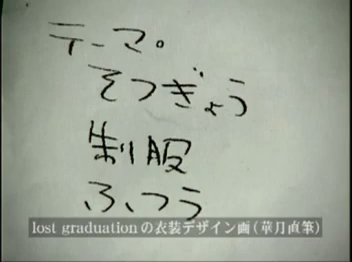 テーマ。
そつぎょう
制服
ふつう
lost graduationの衣装デザイン画(華月直筆)